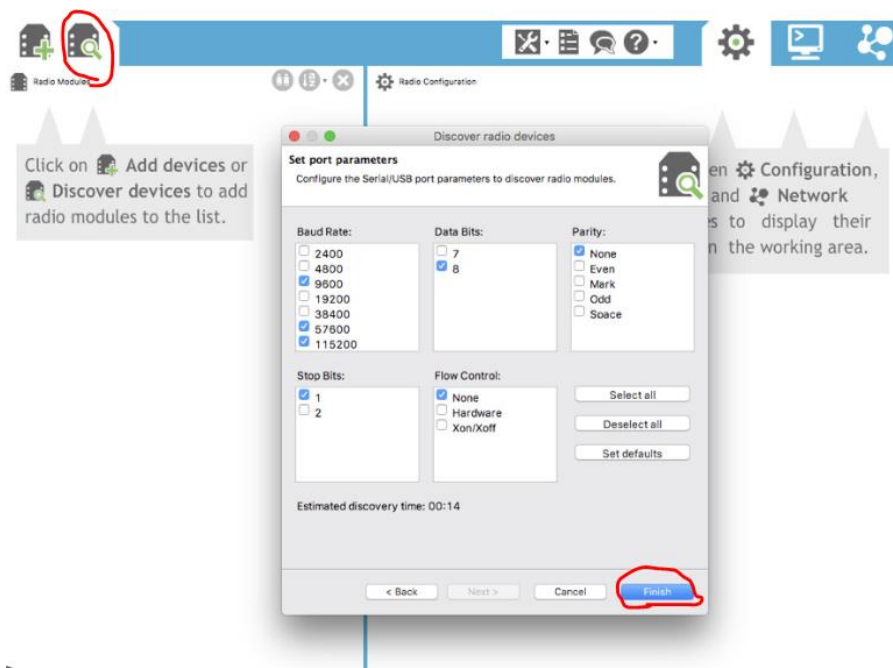 Radio Modules
Radio Configuration
Click on Add devices or
Discover devices to add
radio modules to the list.
en Configuration,
and Network
es to display their
n the working area.
Discover radio devices
Set port parameters
Configure the Serial/USB port parameters to discover radio modules.
Baud Rate:
2400
4800
9600
19200
38400
57600
115200
Data Bits:
7
8
Parity:
None
Even
Mark
Odd
Space
Stop Bits:
1
2
Flow Control:
None
Hardware
Xon/Xoff
Select all
Deselect all
Set defaults
Estimated discovery time: 00:14
< Back
Next >
Cancel
Finish